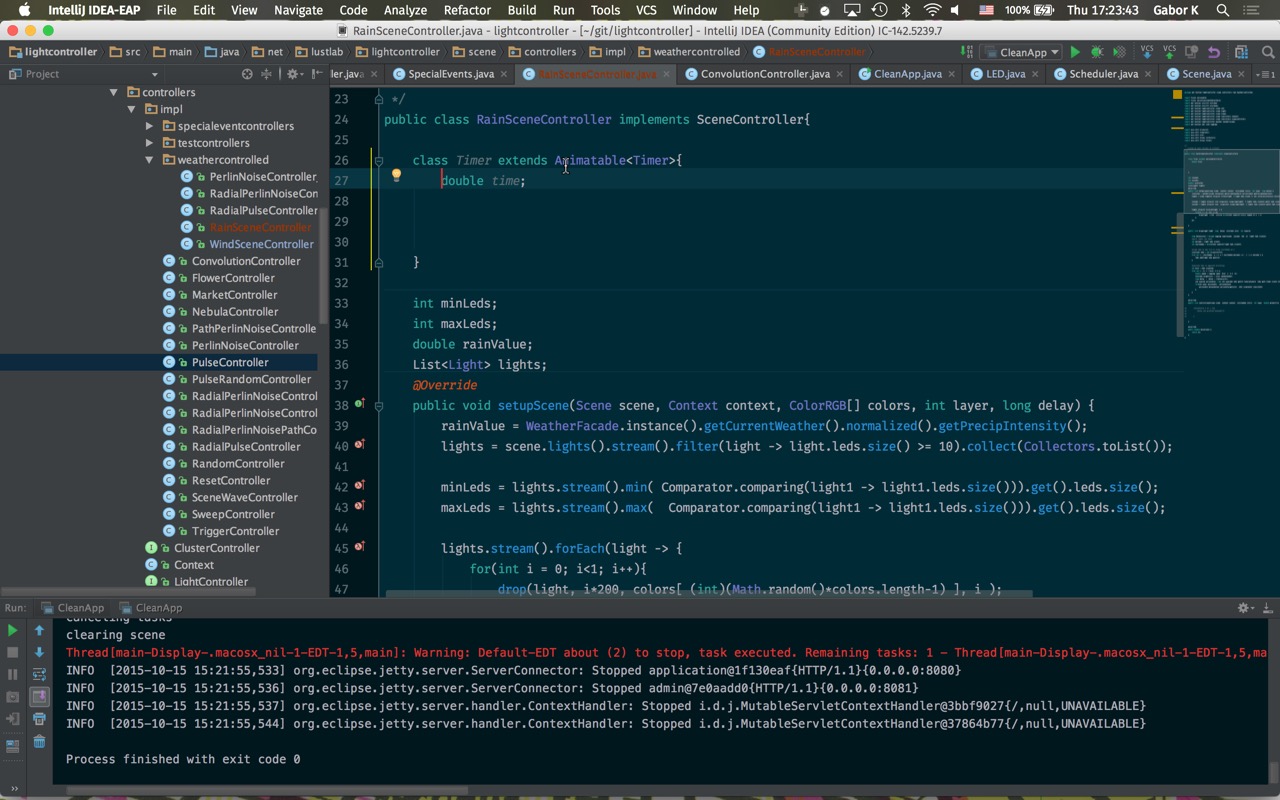 IntelliJ IDEA-EAP File Edit View Navigate Code Analyze Refactor Build Run Tools VCS Window Help 100% Thu 17:23:43 Gabor K
RainSceneController.java - lightcontroller - [~/git/lightcontroller] - IntelliJ IDEA (Community Edition) IC-142.5239.7
lightcontroller src main java net lustlab lightcontroller scene controllers impl weathercontrolled RainSceneController CleanApp VCS VCS
Project
ler.java SpecialEvents.java RainSceneController.java ConvolutionController.java CleanApp.java LED.java Scheduler.java Scene.java
controllers
impl
specialeventcontrollers
testcontrollers
weathercontrolled
PerlinNoiseController,
RadialPerlinNoiseCon
RadialPulseController
RainSceneController
WindSceneController
ConvolutionController
FlowerController
MarketController
NebulaController
PathPerlinNoiseControlle
PerlinNoiseController
PulseController
PulseRandomController
RadialPerlinNoiseControl
RadialPerlinNoiseControl
RadialPerlinNoisePathCo
RadialPulseController
RandomController
ResetController
SceneWaveController
SweepController
TriggerController
ClusterController
Context
LightController
23 */
24 public class RainSceneController implements SceneController{
25
26 class Timer extends Animatable<Timer>{
27 double time;
28
29
30
31 }
32
33 int minLeds;
34 int maxLeds;
35 double rainValue;
36 List<Light> lights;
37 @Override
38 public void setupScene(Scene scene, Context context, ColorRGB[] colors, int layer, long delay) {
39 rainValue = WeatherFacade.instance().getCurrentWeather().normalized().getPrecipIntensity();
40 lights = scene.lights().stream().filter(light -> light.leds.size() >= 10).collect(Collectors.toList());
41
42 minLeds = lights.stream().min( Comparator.comparing(light1 -> light1.leds.size())).get().leds.size();
43 maxLeds = lights.stream().max(  Comparator.comparing(light1 -> light1.leds.size())).get().leds.size();
44
45 lights.stream().forEach(light -> {
46 for(int i = 0; i<1; i++){
47 drop(light, i*200, colors[ (int)(Math.random()*colors.length-1) ], i );
Run: CleanApp CleanApp
canceling tasks
clearing scene
Thread[main-Display-.macosx_nil-1-EDT-1,5,main]: Warning: Default-EDT about (2) to stop, task executed. Remaining tasks: 1 - Thread[main-Display-.macosx_nil-1-EDT-1,5,ma
INFO  [2015-10-15 15:21:55,533] org.eclipse.jetty.server.ServerConnector: Stopped application@1f130eaf{HTTP/1.1}{0.0.0.0:8080}
INFO  [2015-10-15 15:21:55,536] org.eclipse.jetty.server.ServerConnector: Stopped admin@7e0aadd0{HTTP/1.1}{0.0.0.0:8081}
INFO  [2015-10-15 15:21:55,537] org.eclipse.jetty.server.handler.ContextHandler: Stopped i.d.j.MutableServletContextHandler@3bbf9027{/,null,UNAVAILABLE}
INFO  [2015-10-15 15:21:55,544] org.eclipse.jetty.server.handler.ContextHandler: Stopped i.d.j.MutableServletContextHandler@37864b77{/,null,UNAVAILABLE}
Process finished with exit code 0